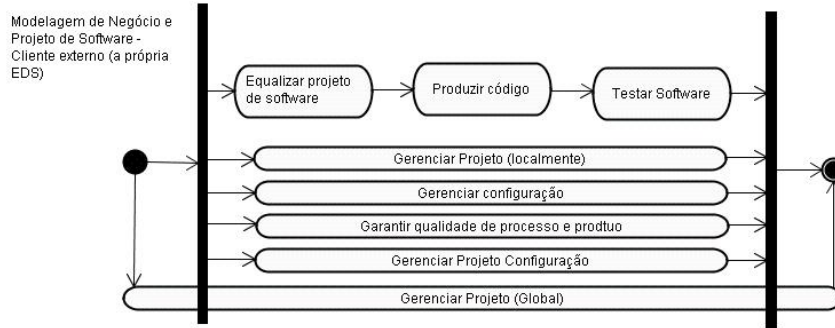 Modelagem de Negócio e
Projeto de Software -
Cliente externo (a própria
EDS)
Equalizar projeto
de software
Produzir código
Testar Software
Gerenciar Projeto (localmente)
Gerenciar configuração
Garantir qualidade de processo e prodtuo
Gerenciar Projeto Configuração
Gerenciar Projeto (Global)